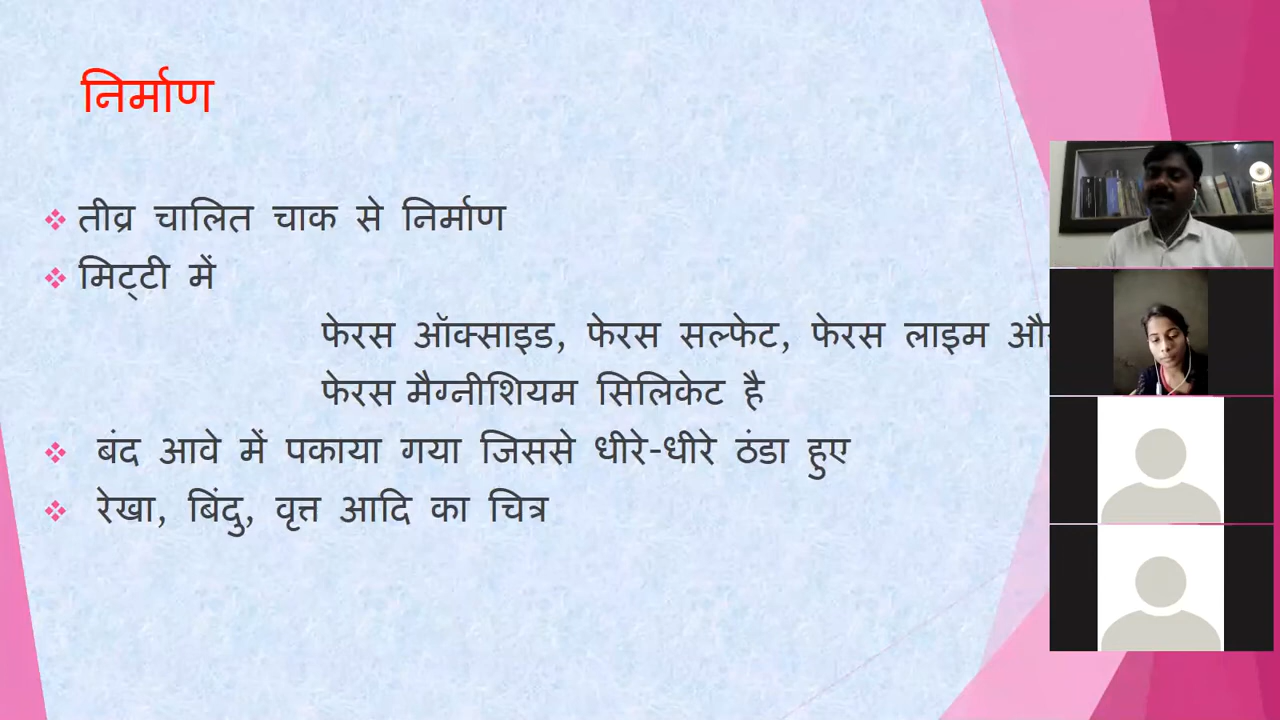 निर्माण
तीव्र चालित चाक से निर्माण
मिट्टी में
फेरस ऑक्साइड, फेरस सल्फेट, फेरस लाइम
फेरस मैग्नीशियम सिलिकेट है
बंद आवे में पकाया गया जिससे धीरे-धीरे ठंडा हुए
रेखा, बिंदु, वृत्त आदि का चित्र